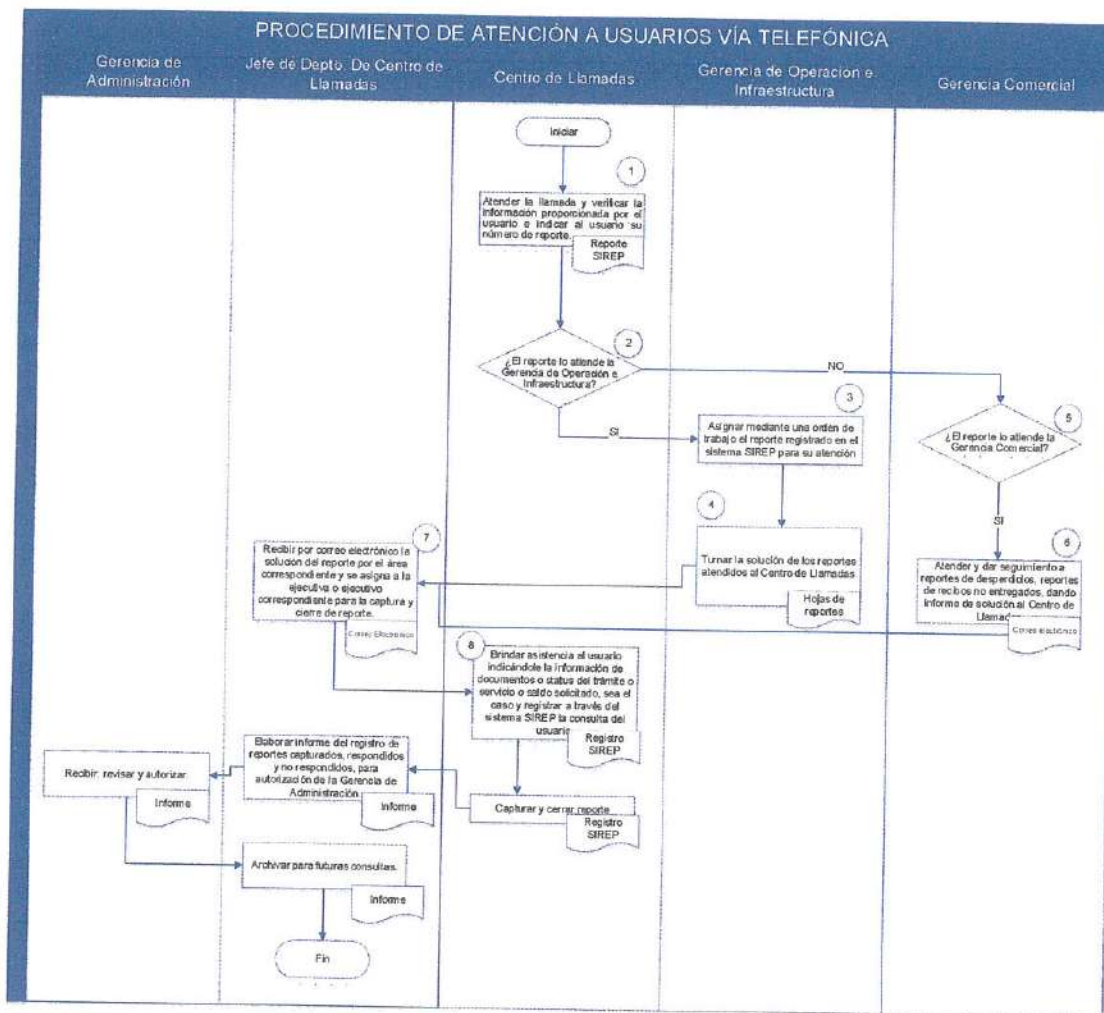 PROCEDIMIENTO DE ATENCIÓN A USUARIOS VÍA TELEFÓNICA
Gerencia de
Administración
Jefe de Depto. De Centro de
Llamadas
Centro de Llamadas
Gerencia de Operación e
Infraestructura
Gerencia Comercial
Iniciar
1
Atender la llamada y verificar la
información proporcionada por el
usuario e indicar al usuario su
número de reporte.
Reporte
SIREP
2
¿El reporte lo atiende la
Gerencia de Operación e
Infraestructura?
NO
SI
3
Asignar mediante una orden de
trabajo el reporte registrado en el
sistema SIREP para su atención
5
¿El reporte lo atiende la
Gerencia Comercial?
SI
4
Turnar la solución de los reportes
atendidos al Centro de Llamadas
Hojas de
reportes
6
Atender y dar seguimiento a
reportes de desperdicios, reportes
de recibos no entregados, dando
informe de solución al Centro de
Llamad
Correo electrónico
7
Recibir por correo electrónico la
solución del reporte por el área
correspondiente y se asigna a la
ejecutiva o ejecutivo
correspondiente para la captura y
cierre de reporte.
Correo Electrónico
8
Brindar asistencia al usuario
indicándole la información de
documentos o status del trámite o
servicio o saldo solicitado, sea el
caso y registrar a través del
sistema SIREP la consulta del
usuario
Registro
SIREP
Capturar y cerrar reporte
Registro
SIREP
Elaborar informe del registro de
reportes capturados, respondidos
y no respondidos, para
autorización de la Gerencia de
Administración
Informe
Recibir, revisar y autorizar
Informe
Archivar para futuras consultas.
Informe
Fin